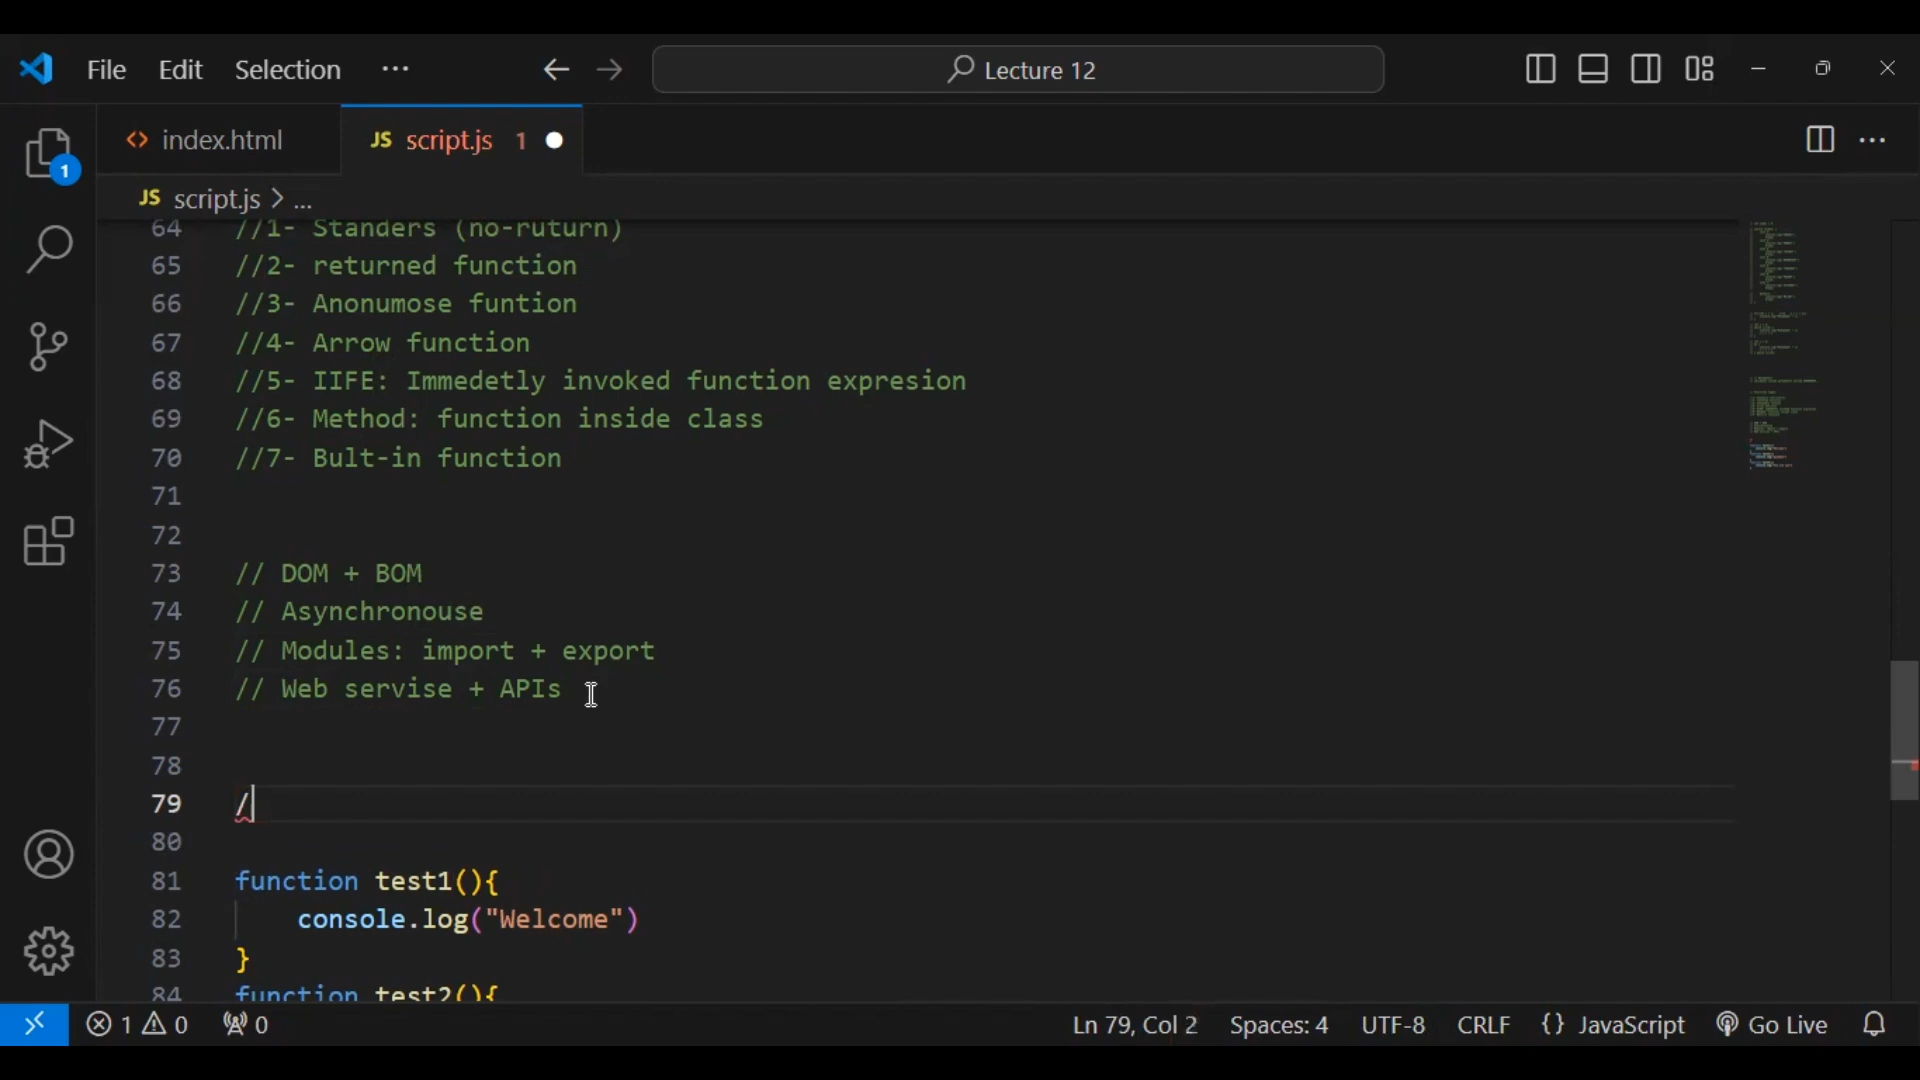 File Edit Selection ··· Lecture 12
index.html JS script.js 1
JS script.js > ...
64 //1- Standers (no-ruturn)
65 //2- returned function
66 //3- Anonumose funtion
67 //4- Arrow function
68 //5- IIFE: Immedetly invoked function expresion
69 //6- Method: function inside class
70 //7- Bult-in function
71
72
73 // DOM + BOM
74 // Asynchronouse
75 // Modules: import + export
76 // Web servise + APIs
77
78
79 /
80
81 function test1(){
82 console.log("Welcome")
83 }
84 function test2(){
1 0 0 Ln 79, Col 2 Spaces: 4 UTF-8 CRLF {} JavaScript Go Live
1